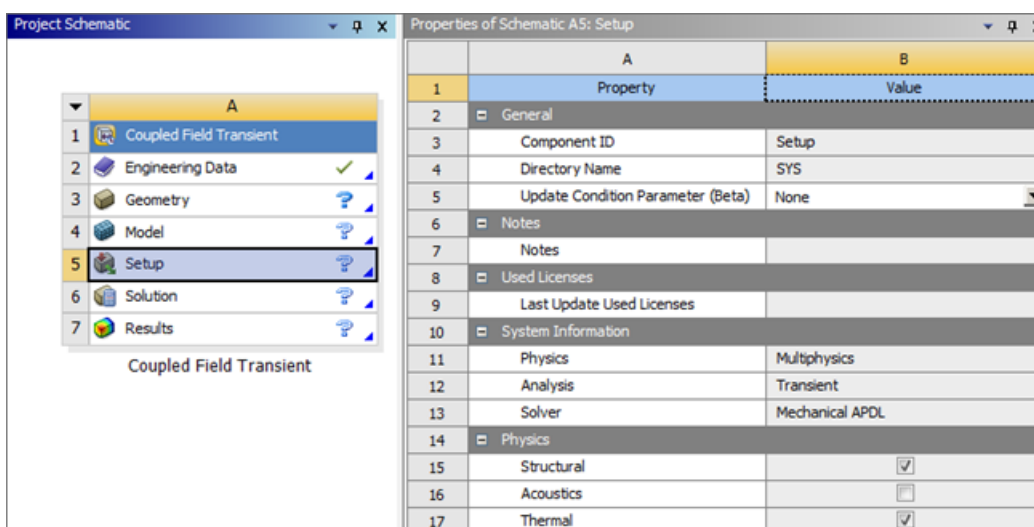 Project Schematic
A
1 Coupled Field Transient
2 Engineering Data
3 Geometry ?
4 Model ?
5 Setup ?
6 Solution ?
7 Results ?
Coupled Field Transient
Properties of Schematic A5: Setup
A B
1 Property Value
2 General
3 Component ID Setup
4 Directory Name SYS
5 Update Condition Parameter (Beta) None
6 Notes
7 Notes
8 Used Licenses
9 Last Update Used Licenses
10 System Information
11 Physics Multiphysics
12 Analysis Transient
13 Solver Mechanical APDL
14 Physics
15 Structural
16 Acoustics
17 Thermal